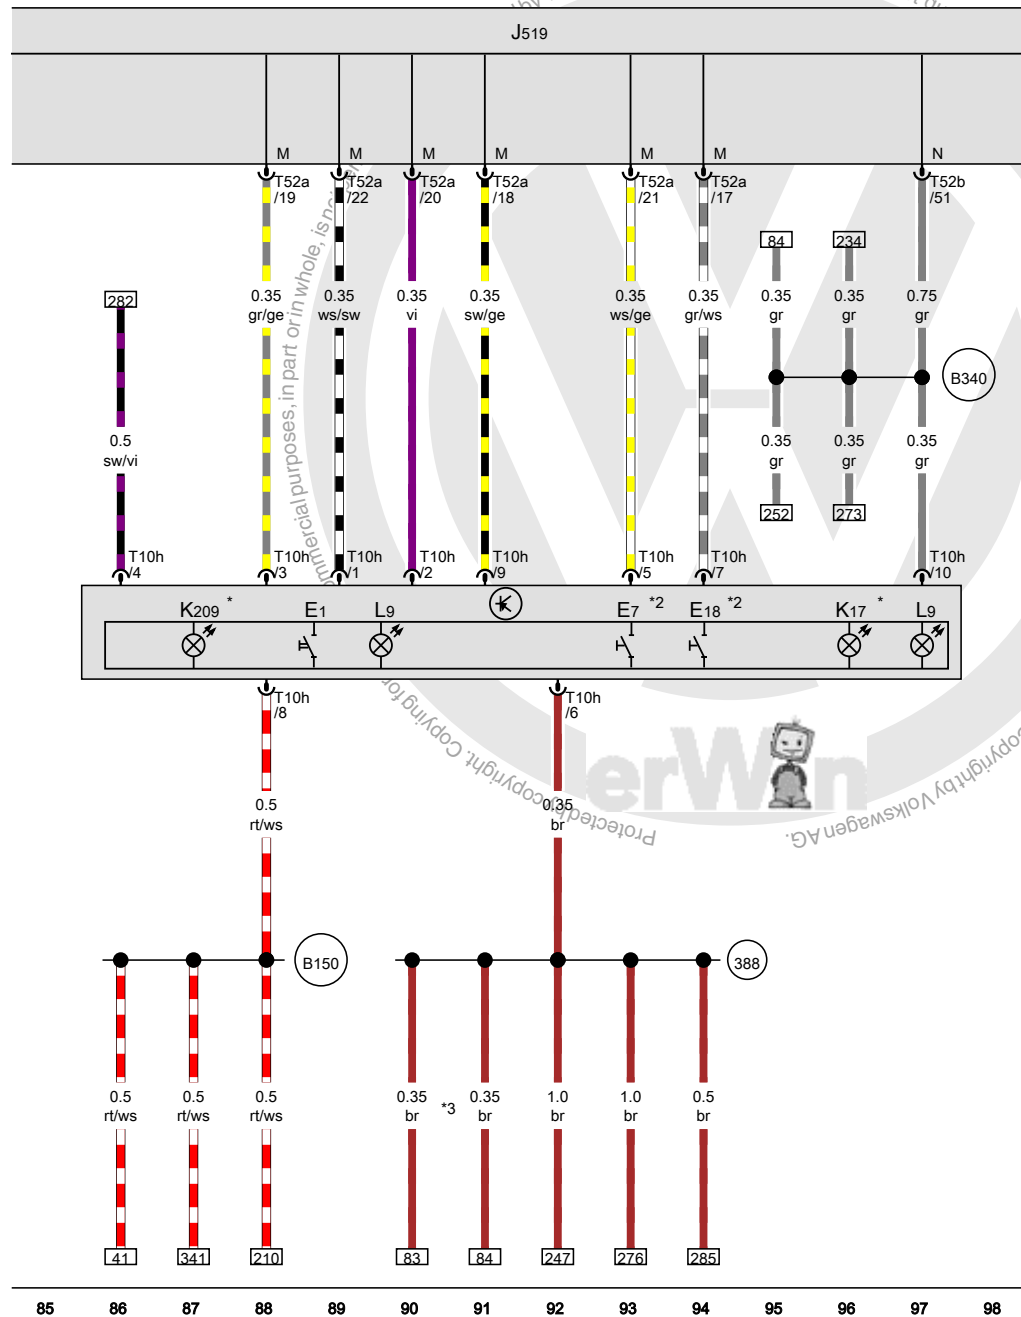 J519
M M M M M M N
T52a T52a T52a T52a T52a T52a T52b
/19 /22 /20 /18 /21 /17 /51
84 234
282
0.35 0.35 0.35 0.35 0.35 0.35 0.35 0.35 0.75
gr/ge ws/sw vi sw/ge ws/ge gr/ws gr gr gr
B340
0.5 0.35 0.35 0.35
sw/vi gr gr gr
252 273
T10h T10h T10h T10h T10h T10h T10h T10h
/4 /3 /1 /2 /9 /5 /7 /10
K209 * E1 L9 E7 *2 E18 *2 K17 * L9
T10h T10h
/8 /6
0.5 0.35
rt/ws br
erWin
B150 388
0.5 0.5 0.5 0.35 *3 0.35 1.0 1.0 0.5
rt/ws rt/ws rt/ws br br br br br
41 341 210 83 84 247 276 285
85 86 87 88 89 90 91 92 93 94 95 96 97 98
commercial purposes, in part or in whole, is
Protected by copyright. Copying for
Copyright by Volkswagen AG.